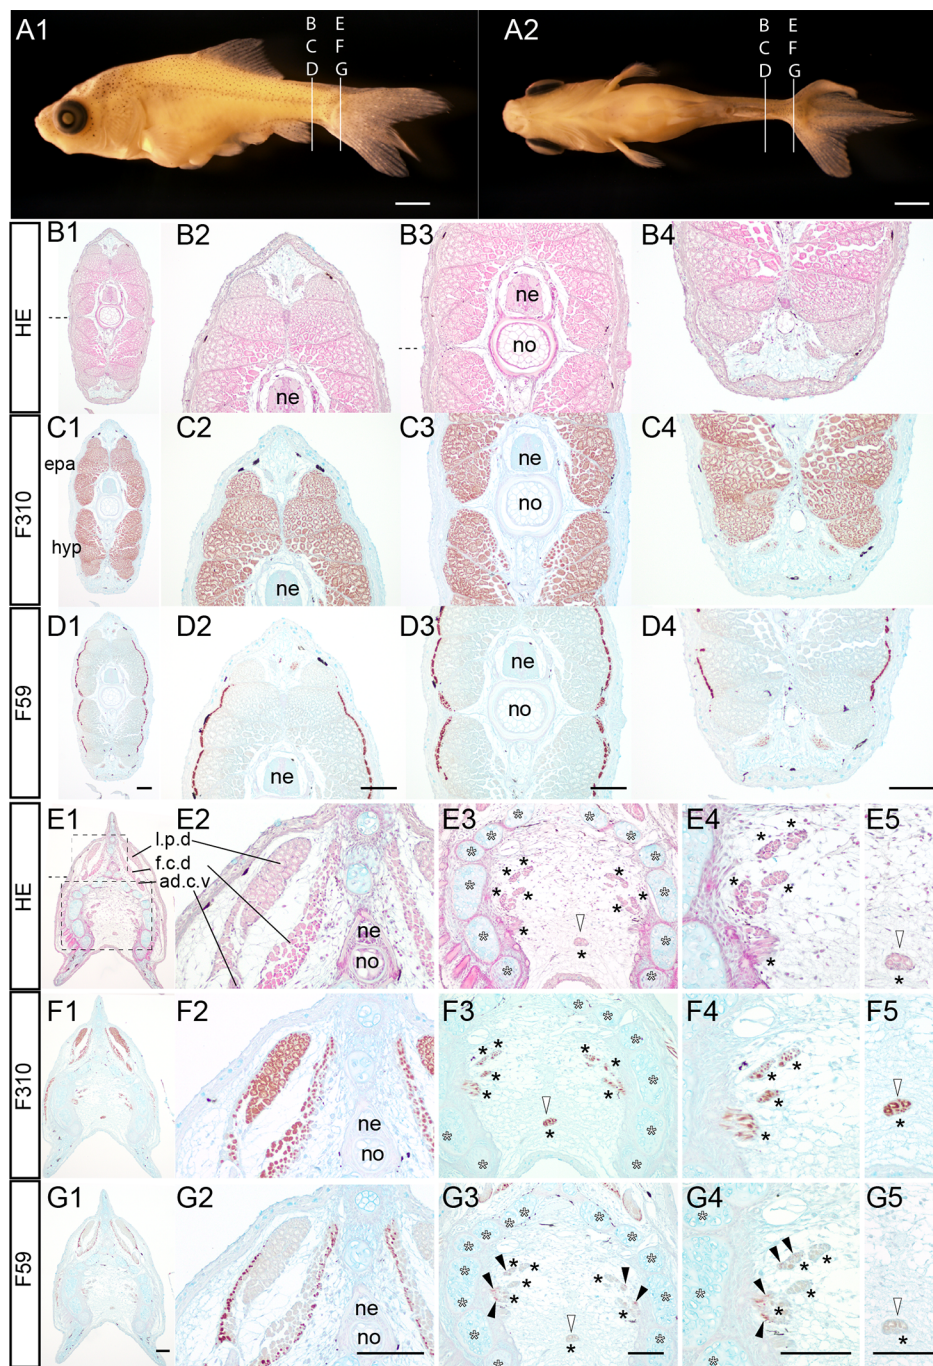 A1
B
C
D
E
F
G
A2
B
C
D
E
F
G
HE
B1
B2
ne
B3
ne
no
B4
F310
C1
epa
hyp
C2
ne
C3
ne
no
C4
F59
D1
D2
ne
D3
ne
no
D4
HE
E1
l.p.d
f.c.d
ad.c.v
E2
ne
no
E3
* * * * * * * *
E4
* * * * *
E5
*
F310
F1
F2
ne
no
F3
F4
F5
F59
G1
G2
ne
no
G3
G4
G5